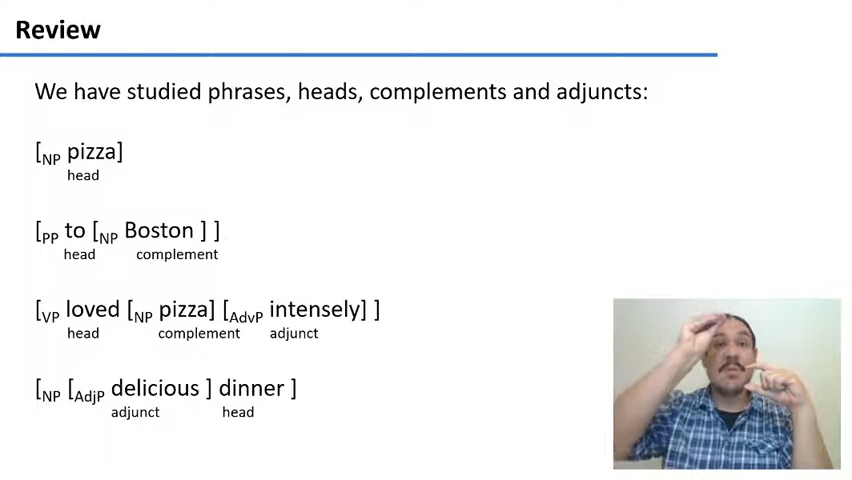 Review
We have studied phrases, heads, complements and adjuncts:
[NP pizza]
head
[PP to [NP Boston ] ]
head complement
[VP loved [NP pizza] [AdvP intensely] ]
head complement adjunct
[NP [AdjP delicious ] dinner ]
adjunct head